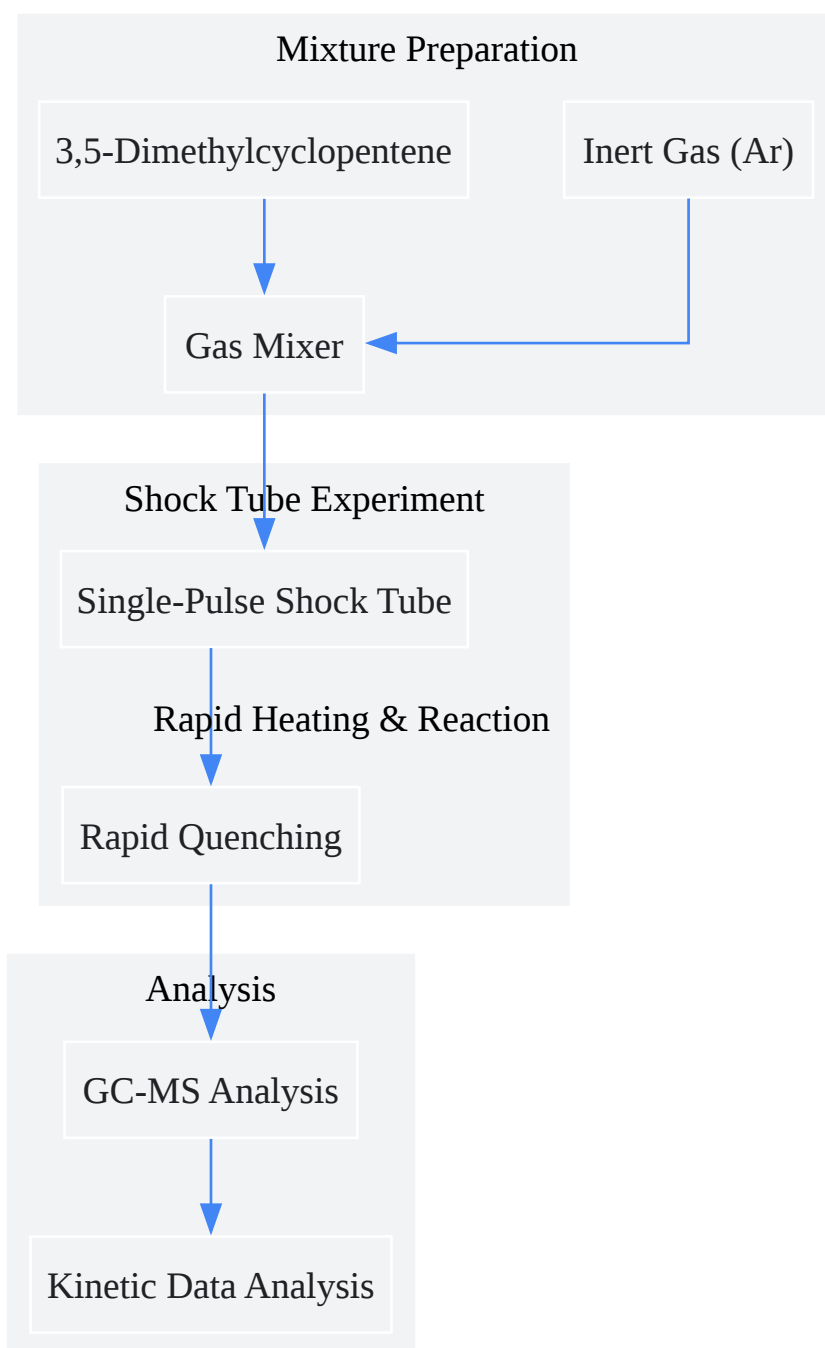 Mixture Preparation
3,5-Dimethylcyclopentene
Inert Gas (Ar)
Gas Mixer
Shock Tube Experiment
Single-Pulse Shock Tube
Rapid Heating & Reaction
Rapid Quenching
Analysis
GC-MS Analysis
Kinetic Data Analysis